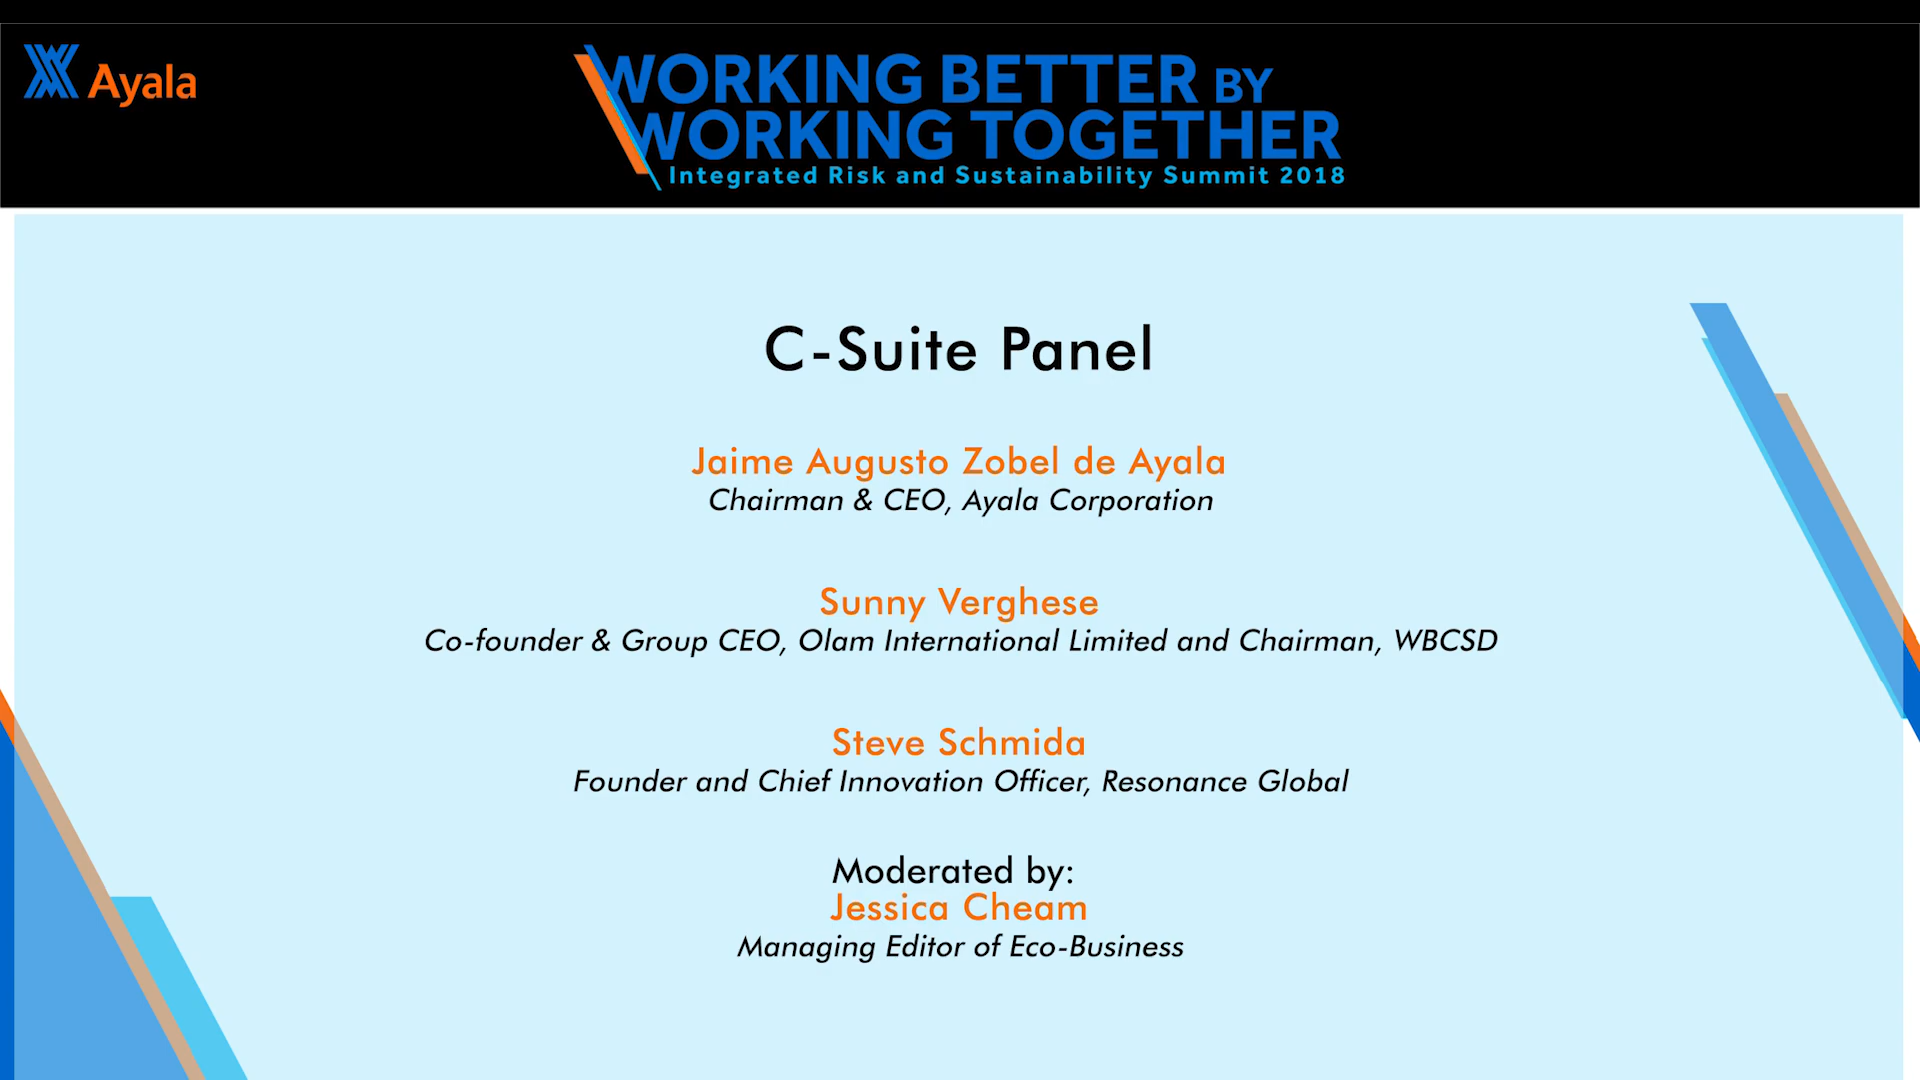 Ayala
WORKING BETTER BY
WORKING TOGETHER
Integrated Risk and Sustainability Summit 2018
C-Suite Panel
Jaime Augusto Zobel de Ayala
Chairman & CEO, Ayala Corporation
Sunny Verghese
Co-founder & Group CEO, Olam International Limited and Chairman, WBCSD
Steve Schmida
Founder and Chief Innovation Officer, Resonance Global
Moderated by:
Jessica Cheam
Managing Editor of Eco-Business